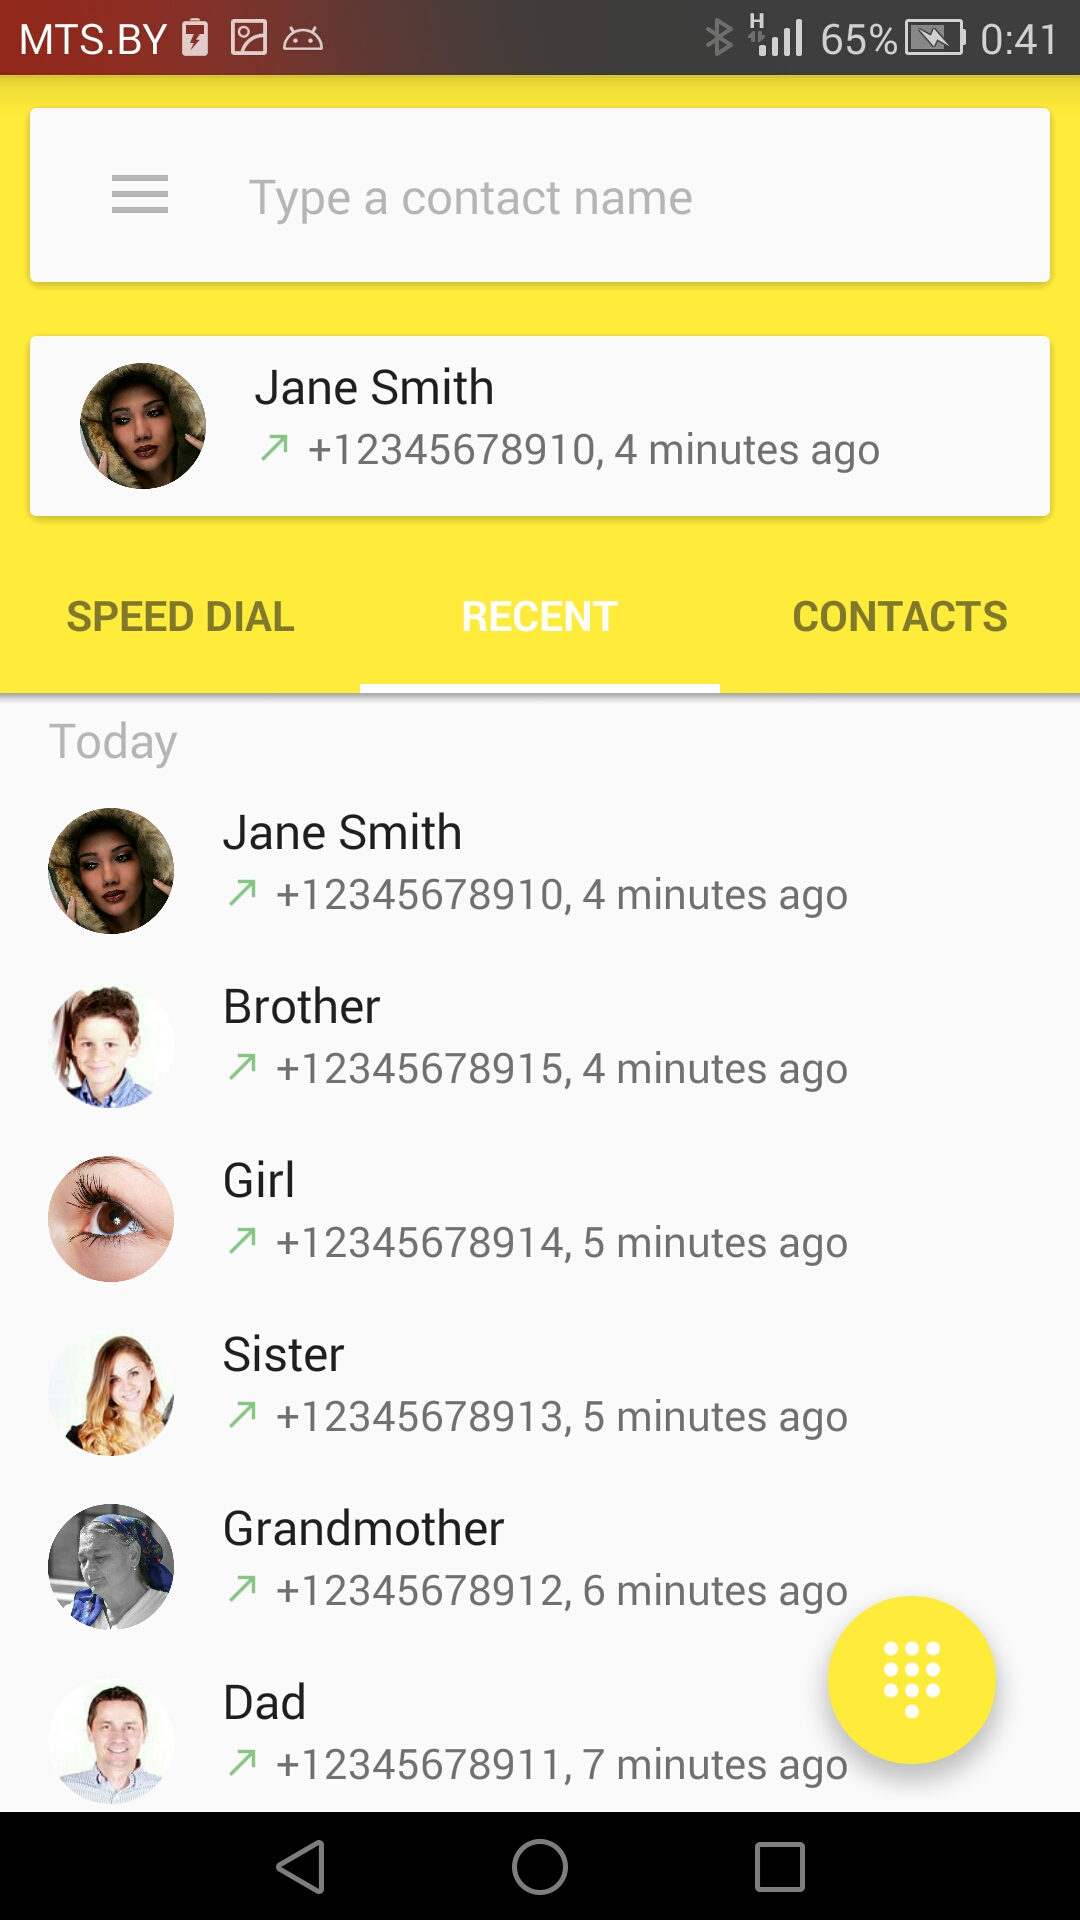 MTS.BY H 65% 0:41
Type a contact name
Jane Smith
+12345678910, 4 minutes ago
SPEED DIAL RECENT CONTACTS
Today
Jane Smith
+12345678910, 4 minutes ago
Brother
+12345678915, 4 minutes ago
Girl
+12345678914, 5 minutes ago
Sister
+12345678913, 5 minutes ago
Grandmother
+12345678912, 6 minutes ago
Dad
+12345678911, 7 minutes ago